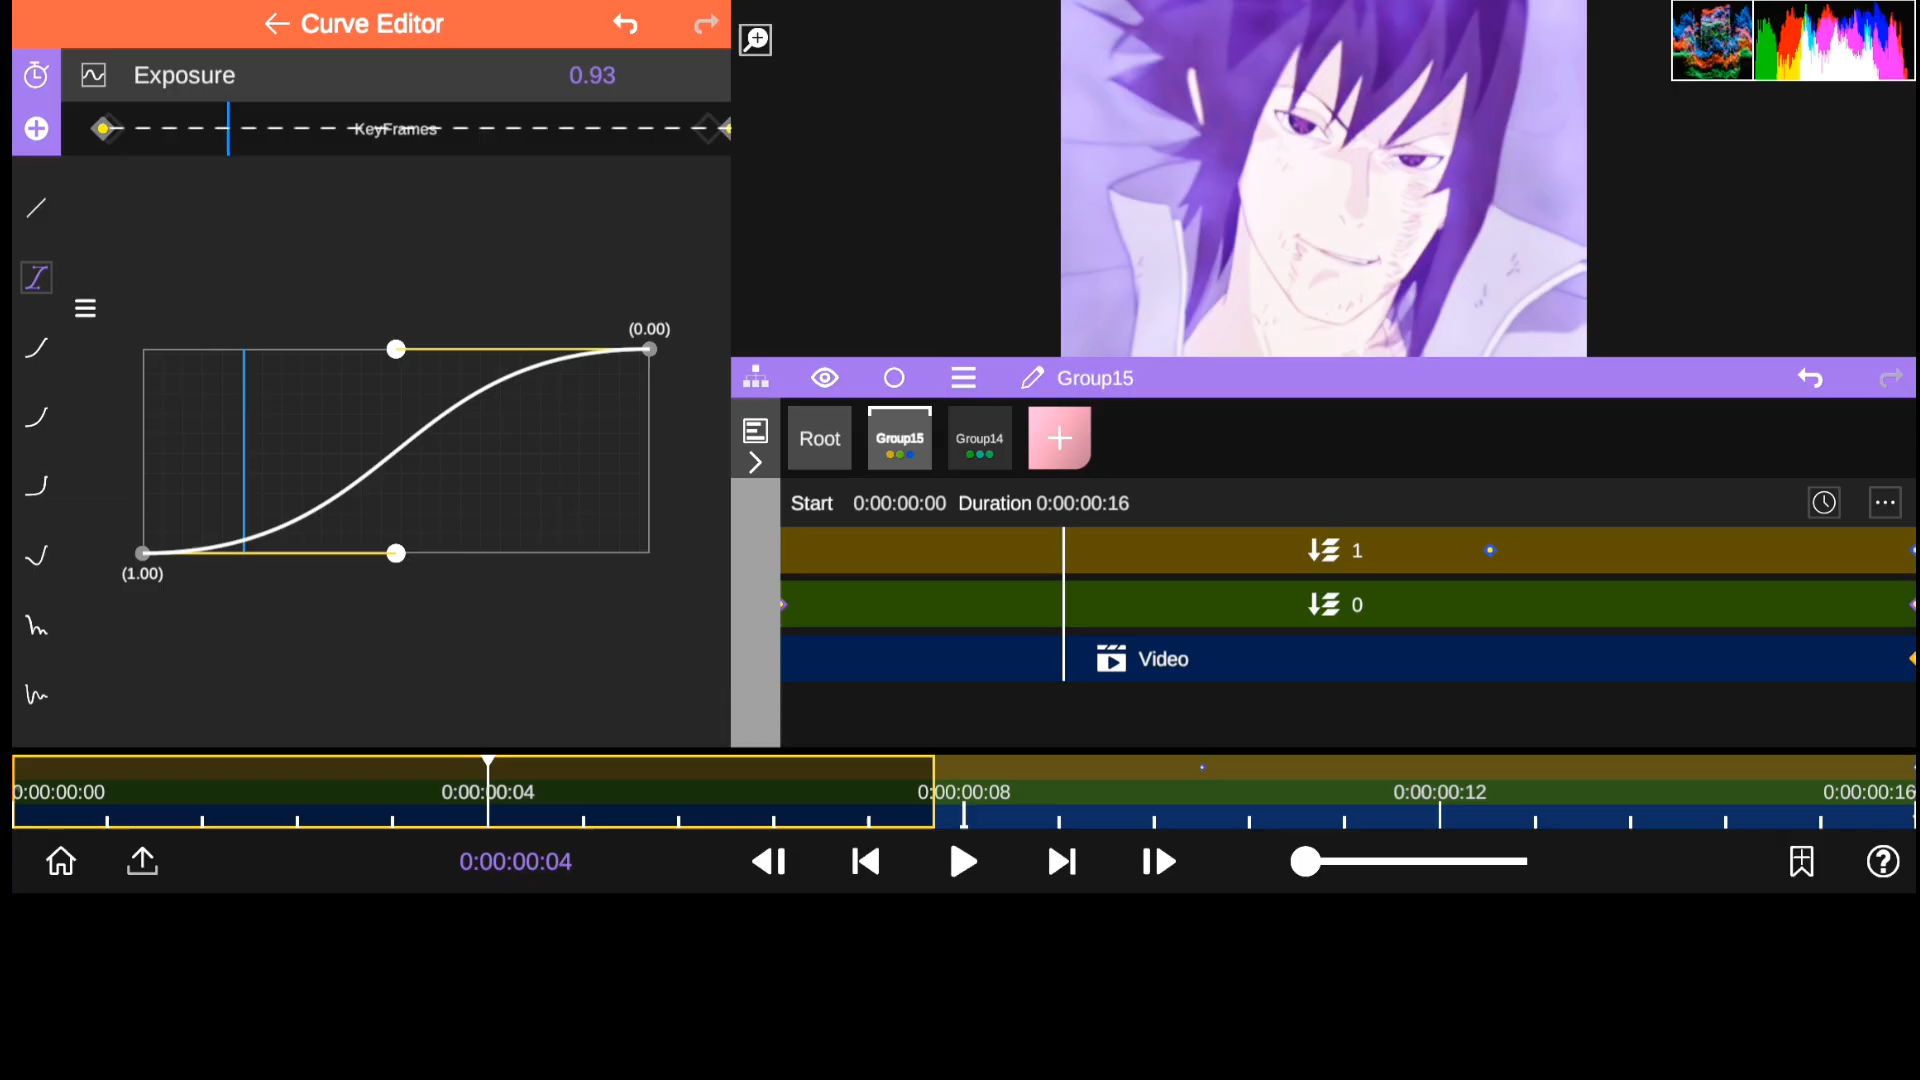 Curve Editor
Exposure 0.93
KeyFrames
(0.00)
(1.00)
Group15
Root Group15 Group14
Start 0:00:00:00 Duration 0:00:00:16
1
0
Video
0:00:00:00 0:00:00:04 0:00:00:08 0:00:00:12 0:00:00:16
0:00:00:04